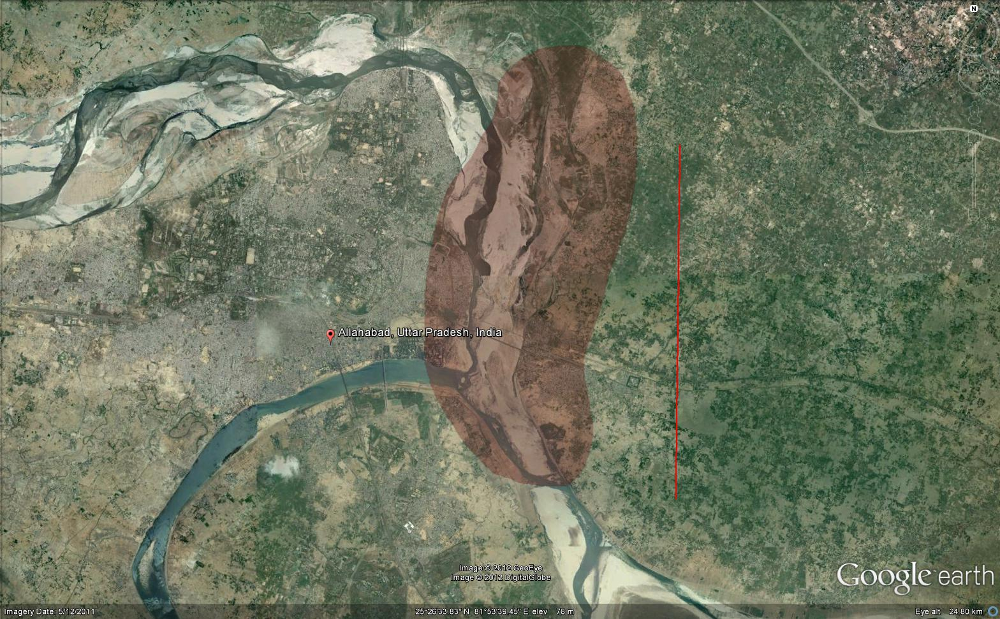 N
Allahabad, Uttar Pradesh, India
Image © 2012 GeoEye
Image © 2012 DigitalGlobe
Google earth
Imagery Date: 5/12/2011
25°26'33.83" N 81°53'39.45" E elev 78 m
Eye alt 24.80 km